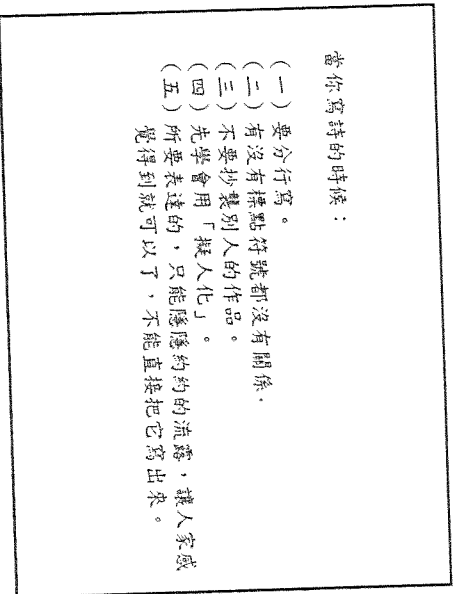 當你寫詩的時候：
（一）要分行寫。
（二）有沒有標點符號都沒有關係．
（三）不要抄襲別人的作品。
（四）先學會用「擬人化」。
（五）所要表達的，只能隱隱約約的流露，讓人家感
覺得到就可以了，不能直接把它寫出來。